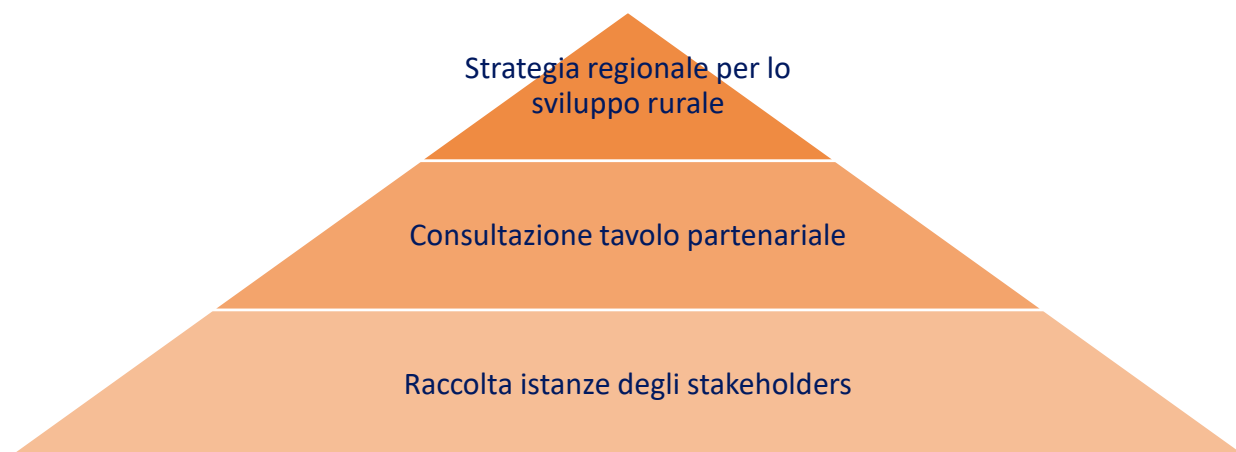 Strategia regionale per lo
sviluppo rurale
Consultazione tavolo partenariale
Raccolta istanze degli stakeholders